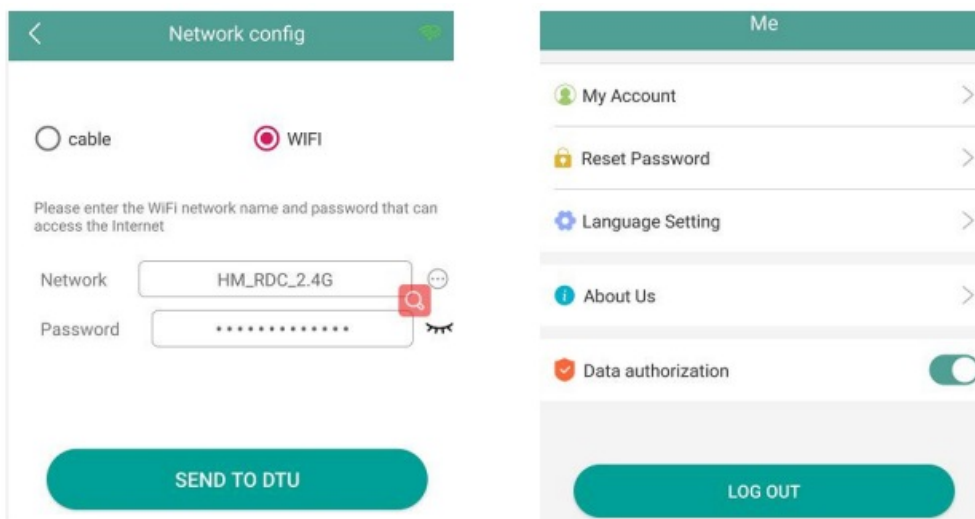 Network config
cable
WIFI
Please enter the WiFi network name and password that can
access the Internet
Network
HM_RDC_2.4G
Password
•••••••••••••
SEND TO DTU
Me
My Account
Reset Password
Language Setting
About Us
Data authorization
LOG OUT